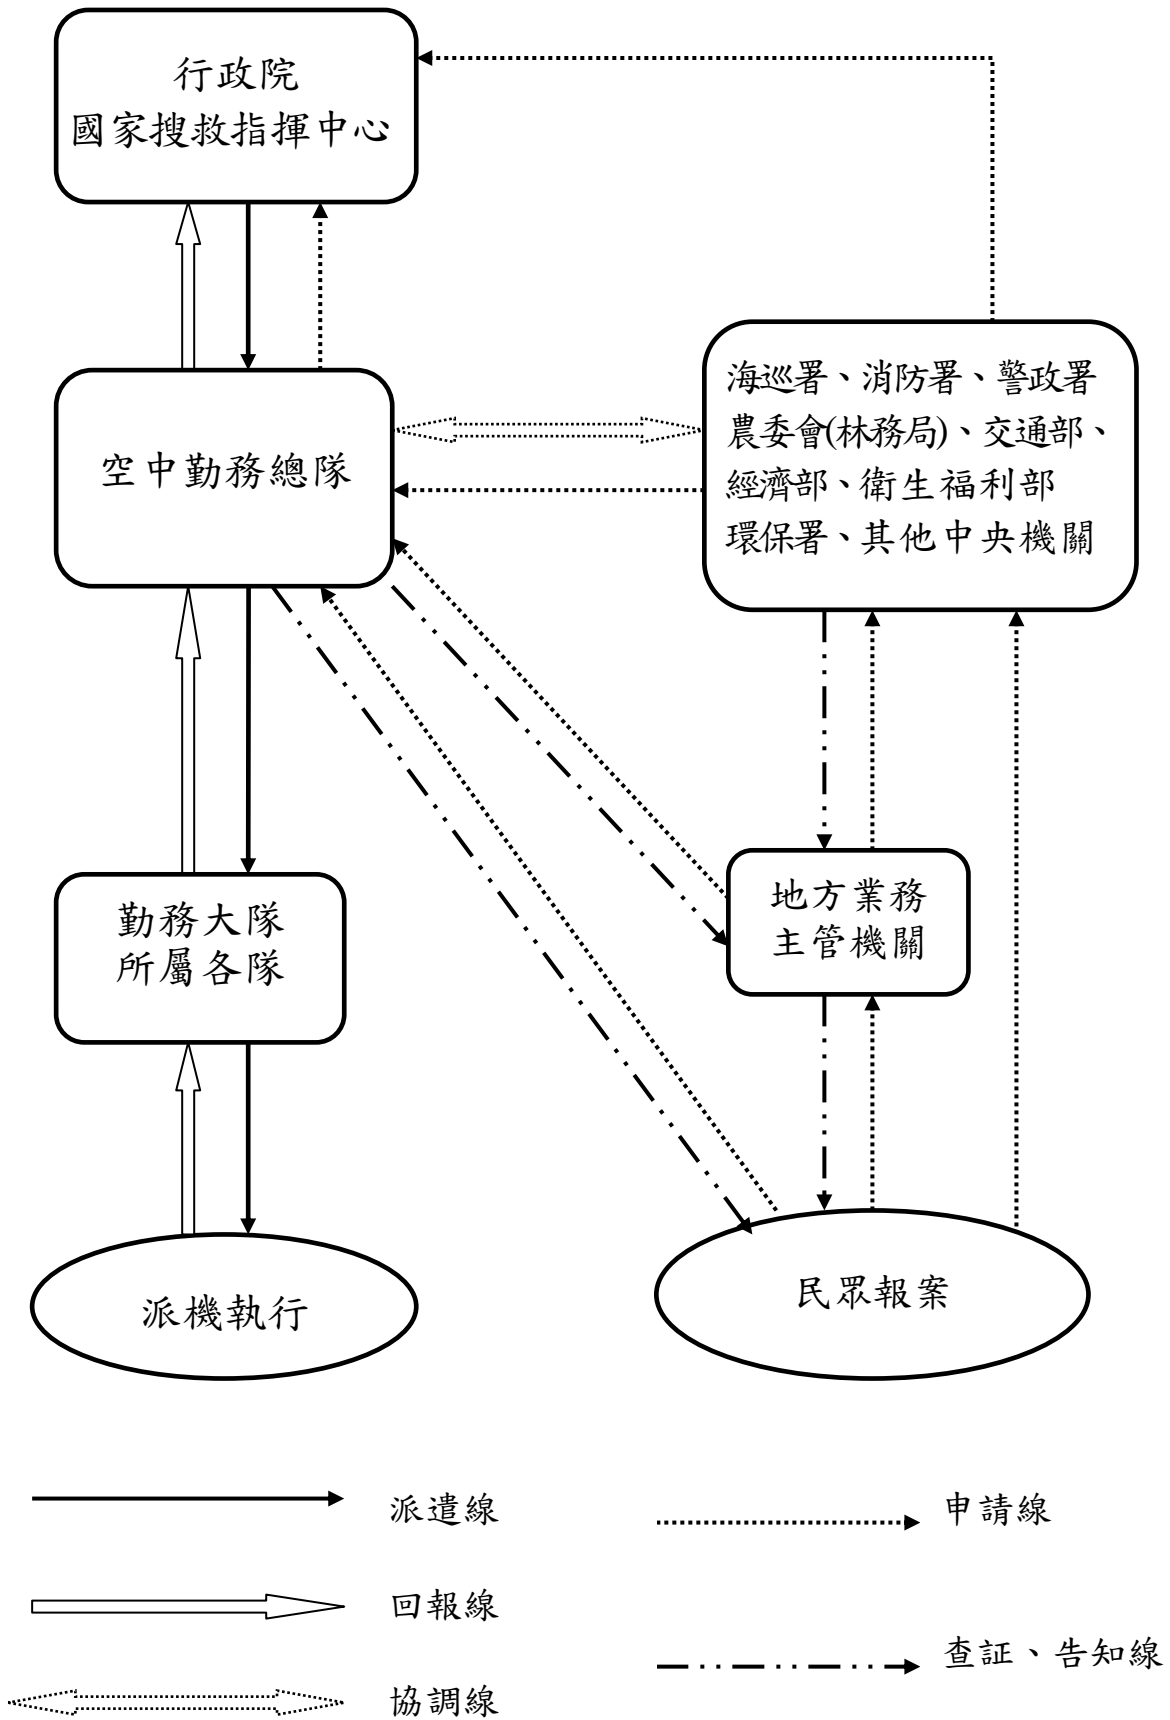 行政院
國家搜救指揮中心
海巡署、消防署、警政署
農委會(林務局)、交通部、
經濟部、衛生福利部
環保署、其他中央機關
空中勤務總隊
地方業務
主管機關
勤務大隊
所屬各隊
派機執行
民眾報案
派遣線
申請線
回報線
查証、告知線
協調線